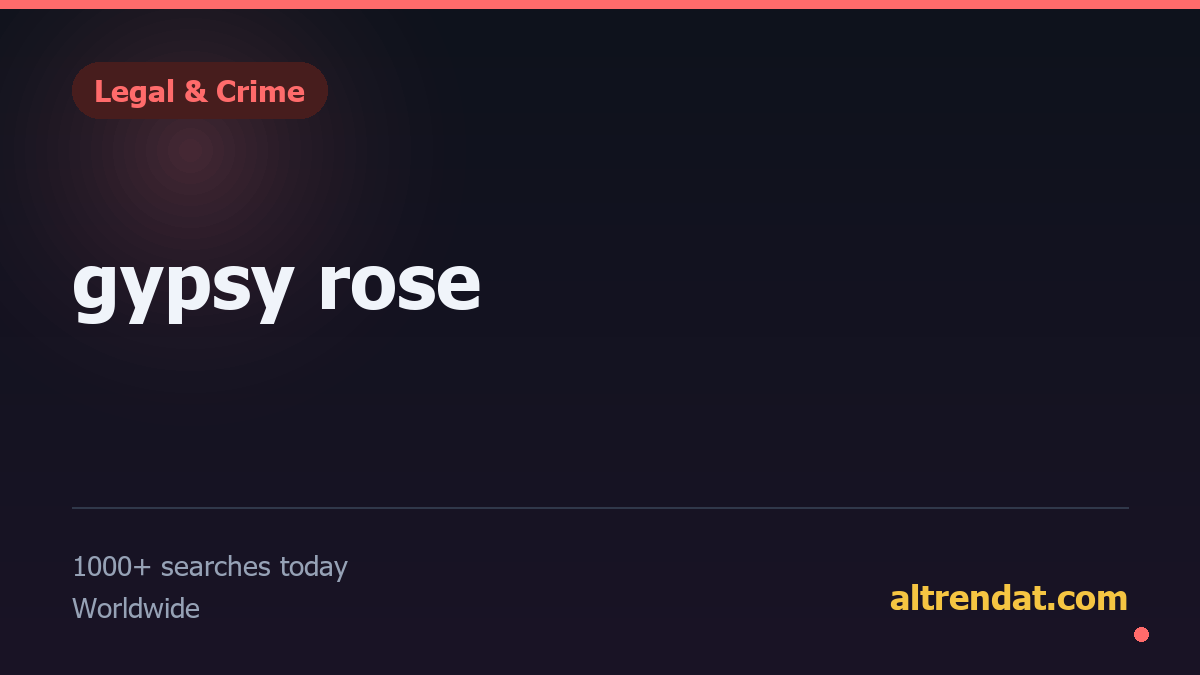 Legal & Crime
gypsy rose
1000+ searches today
Worldwide
altrendat.com